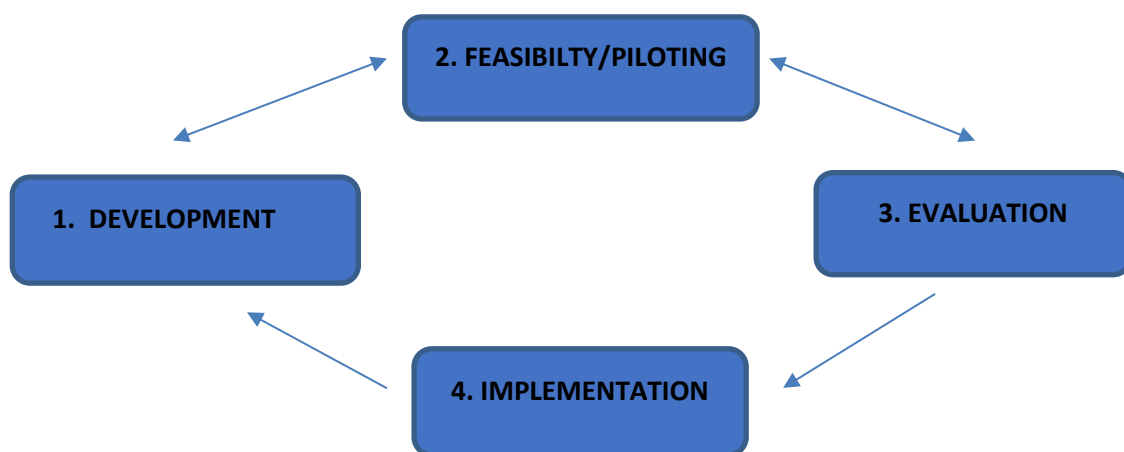 2. FEASIBILTY/PILOTING
1. DEVELOPMENT
3. EVALUATION
4. IMPLEMENTATION